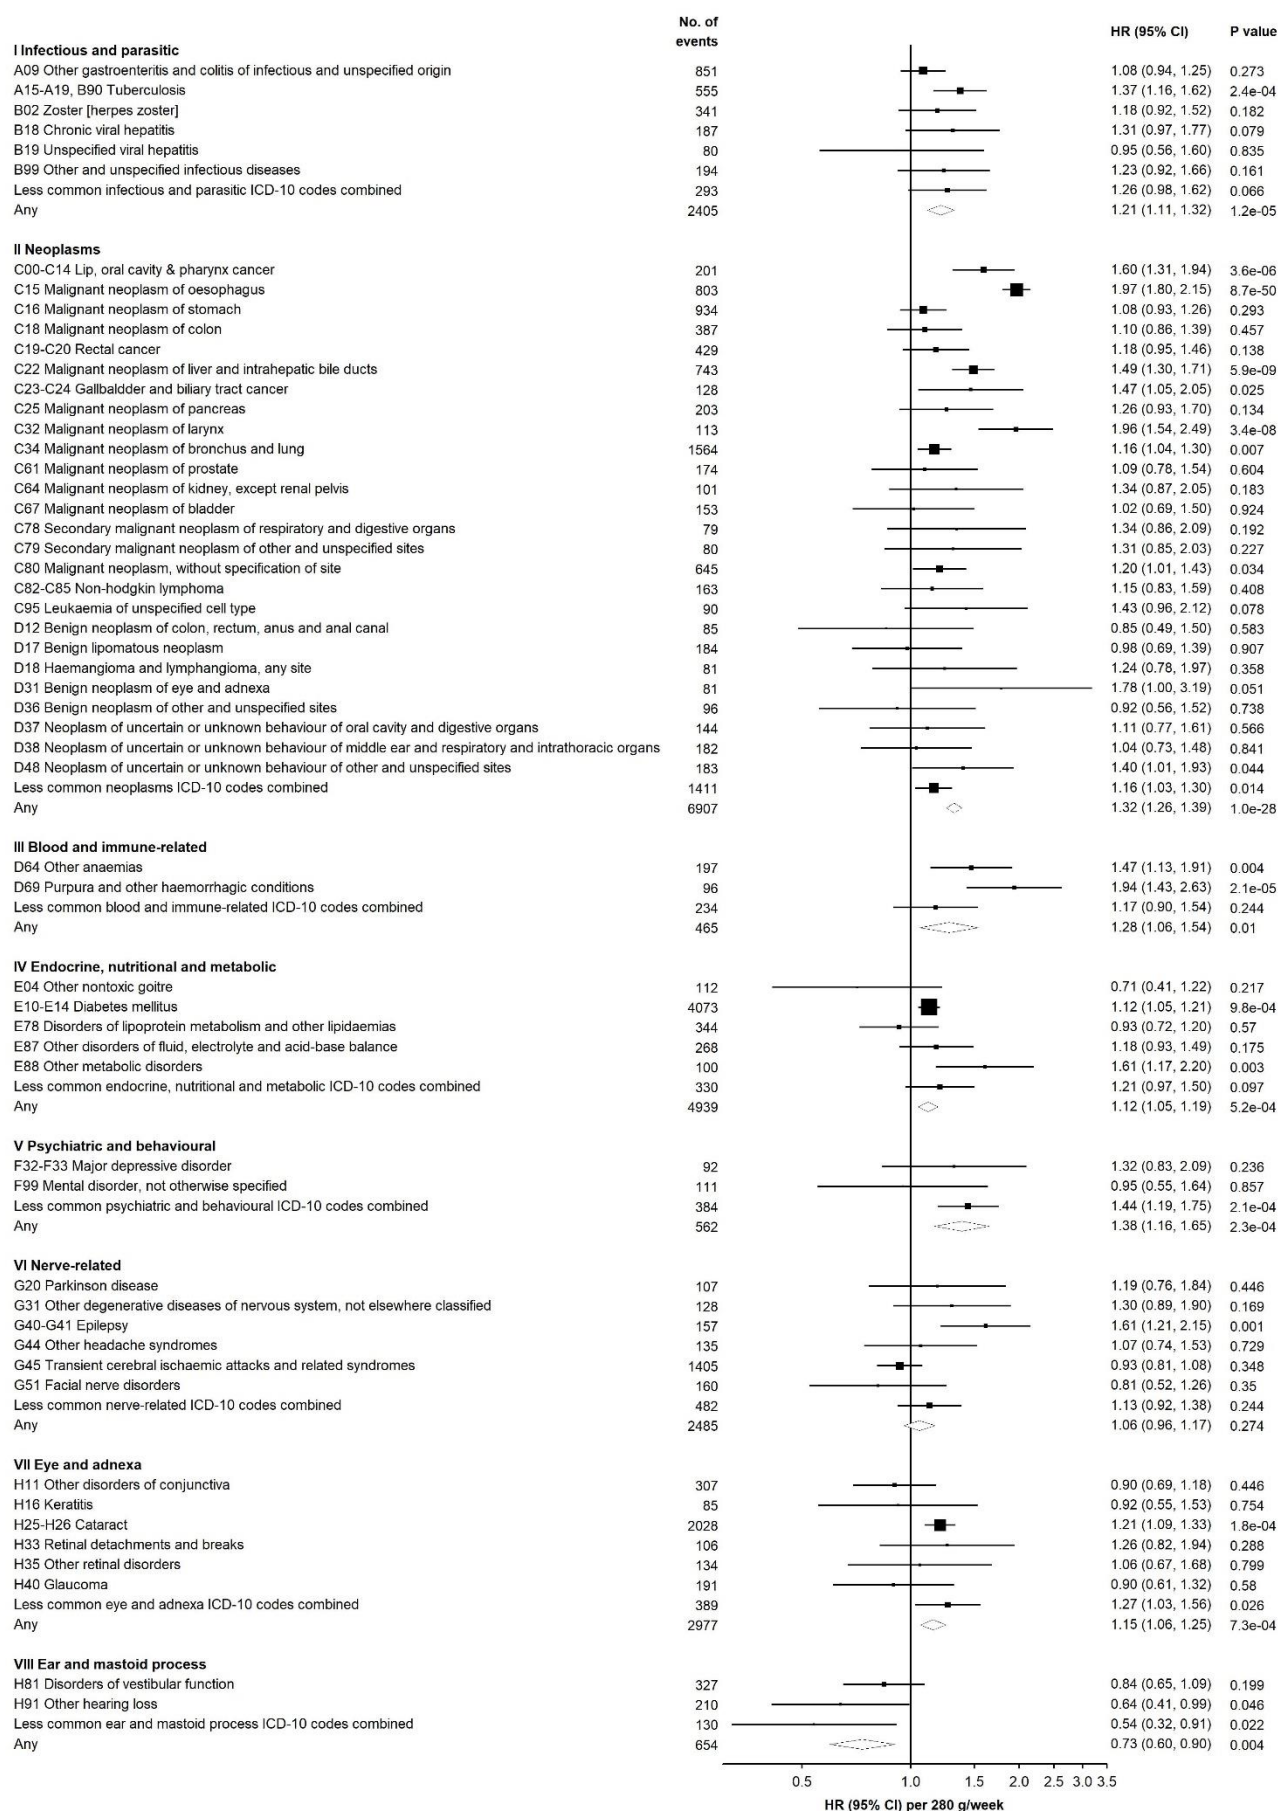 No. of events HR (95% CI) P value
I Infectious and parasitic
A09 Other gastroenteritis and colitis of infectious and unspecified origin 851 1.08 (0.94, 1.25) 0.273
A15-A19, B90 Tuberculosis 555 1.37 (1.16, 1.62) 2.4e-04
B02 Zoster [herpes zoster] 341 1.18 (0.92, 1.52) 0.182
B18 Chronic viral hepatitis 187 1.31 (0.97, 1.77) 0.079
B19 Unspecified viral hepatitis 80 0.95 (0.56, 1.60) 0.835
B99 Other and unspecified infectious diseases 194 1.23 (0.92, 1.66) 0.161
Less common infectious and parasitic ICD-10 codes combined 293 1.26 (0.98, 1.62) 0.066
Any 2405 1.21 (1.11, 1.32) 1.2e-05
II Neoplasms
C00-C14 Lip, oral cavity & pharynx cancer 201 1.60 (1.31, 1.94) 3.6e-06
C15 Malignant neoplasm of oesophagus 803 1.97 (1.80, 2.15) 8.7e-50
C16 Malignant neoplasm of stomach 934 1.08 (0.93, 1.26) 0.293
C18 Malignant neoplasm of colon 387 1.10 (0.86, 1.39) 0.457
C19-C20 Rectal cancer 429 1.18 (0.95, 1.46) 0.138
C22 Malignant neoplasm of liver and intrahepatic bile ducts 743 1.49 (1.30, 1.71) 5.9e-09
C23-C24 Gallbaldder and biliary tract cancer 128 1.47 (1.05, 2.05) 0.025
C25 Malignant neoplasm of pancreas 203 1.26 (0.93, 1.70) 0.134
C32 Malignant neoplasm of larynx 113 1.96 (1.54, 2.49) 3.4e-08
C34 Malignant neoplasm of bronchus and lung 1564 1.16 (1.04, 1.30) 0.007
C61 Malignant neoplasm of prostate 174 1.09 (0.78, 1.54) 0.604
C64 Malignant neoplasm of kidney, except renal pelvis 101 1.34 (0.87, 2.05) 0.183
C67 Malignant neoplasm of bladder 153 1.02 (0.69, 1.50) 0.924
C78 Secondary malignant neoplasm of respiratory and digestive organs 79 1.34 (0.86, 2.09) 0.192
C79 Secondary malignant neoplasm of other and unspecified sites 80 1.31 (0.85, 2.03) 0.227
C80 Malignant neoplasm, without specification of site 645 1.20 (1.01, 1.43) 0.034
C82-C85 Non-hodgkin lymphoma 163 1.15 (0.83, 1.59) 0.408
C95 Leukaemia of unspecified cell type 90 1.43 (0.96, 2.12) 0.078
D12 Benign neoplasm of colon, rectum, anus and anal canal 85 0.85 (0.49, 1.50) 0.583
D17 Benign lipomatous neoplasm 184 0.98 (0.69, 1.39) 0.907
D18 Haemangioma and lymphangioma, any site 81 1.24 (0.78, 1.97) 0.358
D31 Benign neoplasm of eye and adnexa 81 1.78 (1.00, 3.19) 0.051
D36 Benign neoplasm of other and unspecified sites 96 0.92 (0.56, 1.52) 0.738
D37 Neoplasm of uncertain or unknown behaviour of oral cavity and digestive organs 144 1.11 (0.77, 1.61) 0.566
D38 Neoplasm of uncertain or unknown behaviour of middle ear and respiratory and intrathoracic organs 182 1.04 (0.73, 1.48) 0.841
D48 Neoplasm of uncertain or unknown behaviour of other and unspecified sites 183 1.40 (1.01, 1.93) 0.044
Less common neoplasms ICD-10 codes combined 1411 1.16 (1.03, 1.30) 0.014
Any 6907 1.32 (1.26, 1.39) 1.0e-28
III Blood and immune-related
D64 Other anaemias 197 1.47 (1.13, 1.91) 0.004
D69 Purpura and other haemorrhagic conditions 96 1.94 (1.43, 2.63) 2.1e-05
Less common blood and immune-related ICD-10 codes combined 234 1.17 (0.90, 1.54) 0.244
Any 465 1.28 (1.06, 1.54) 0.01
IV Endocrine, nutritional and metabolic
E04 Other nontoxic goitre 112 0.71 (0.41, 1.22) 0.217
E10-E14 Diabetes mellitus 4073 1.12 (1.05, 1.21) 9.8e-04
E78 Disorders of lipoprotein metabolism and other lipidaemias 344 0.93 (0.72, 1.20) 0.57
E87 Other disorders of fluid, electrolyte and acid-base balance 268 1.18 (0.93, 1.49) 0.175
E88 Other metabolic disorders 100 1.61 (1.17, 2.20) 0.003
Less common endocrine, nutritional and metabolic ICD-10 codes combined 330 1.21 (0.97, 1.50) 0.097
Any 4939 1.12 (1.05, 1.19) 5.2e-04
V Psychiatric and behavioural
F32-F33 Major depressive disorder 92 1.32 (0.83, 2.09) 0.236
F99 Mental disorder, not otherwise specified 111 0.95 (0.55, 1.64) 0.857
Less common psychiatric and behavioural ICD-10 codes combined 384 1.44 (1.19, 1.75) 2.1e-04
Any 562 1.38 (1.16, 1.65) 2.3e-04
VI Nerve-related
G20 Parkinson disease 107 1.19 (0.76, 1.84) 0.446
G31 Other degenerative diseases of nervous system, not elsewhere classified 128 1.30 (0.89, 1.90) 0.169
G40-G41 Epilepsy 157 1.61 (1.21, 2.15) 0.001
G44 Other headache syndromes 135 1.07 (0.74, 1.53) 0.729
G45 Transient cerebral ischaemic attacks and related syndromes 1405 0.93 (0.81, 1.08) 0.348
G51 Facial nerve disorders 160 0.81 (0.52, 1.26) 0.35
Less common nerve-related ICD-10 codes combined 482 1.13 (0.92, 1.38) 0.244
Any 2485 1.06 (0.96, 1.17) 0.274
VII Eye and adnexa
H11 Other disorders of conjunctiva 307 0.90 (0.69, 1.18) 0.446
H16 Keratitis 85 0.92 (0.55, 1.53) 0.754
H25-H26 Cataract 2028 1.21 (1.09, 1.33) 1.8e-04
H33 Retinal detachments and breaks 106 1.26 (0.82, 1.94) 0.288
H35 Other retinal disorders 134 1.06 (0.67, 1.68) 0.799
H40 Glaucoma 191 0.90 (0.61, 1.32) 0.58
Less common eye and adnexa ICD-10 codes combined 389 1.27 (1.03, 1.56) 0.026
Any 2977 1.15 (1.06, 1.25) 7.3e-04
VIII Ear and mastoid process
H81 Disorders of vestibular function 327 0.84 (0.65, 1.09) 0.199
H91 Other hearing loss 210 0.64 (0.41, 0.99) 0.046
Less common ear and mastoid process ICD-10 codes combined 130 0.54 (0.32, 0.91) 0.022
Any 654 0.73 (0.60, 0.90) 0.004
0.5 1.0 1.5 2.0 2.5 3.0 3.5
HR (95% CI) per 280 g/week